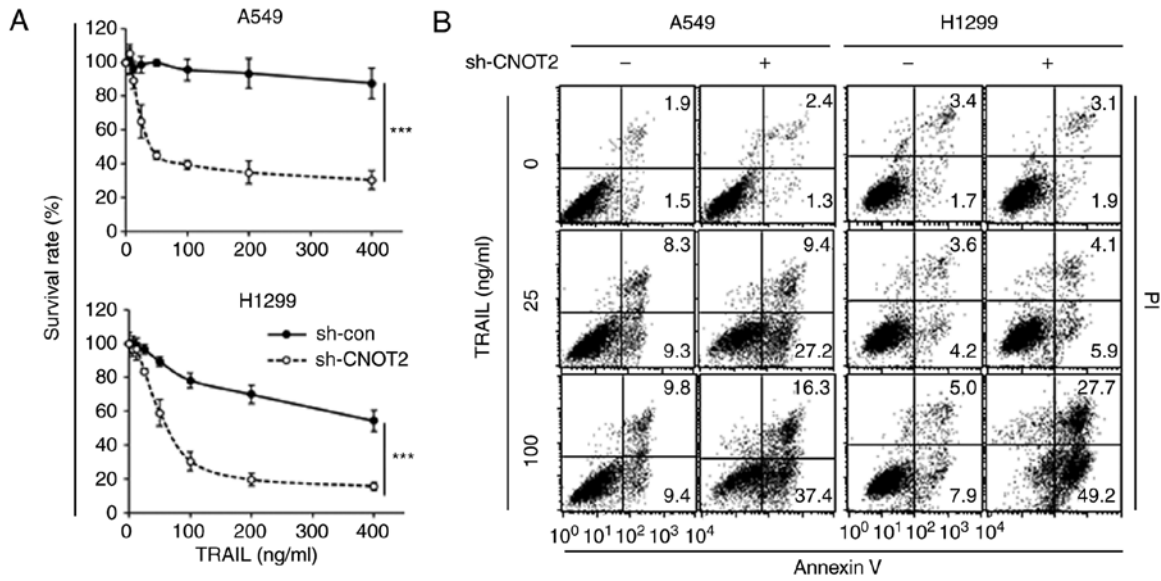 A
A549
120
100
80
60
40
20
0
0 100 200 300 400
***
Survival rate (%)
H1299
120
100
80
60
40
20
0
0 100 200 300 400
sh-con
sh-CNOT2
***
TRAIL (ng/ml)
B
A549 H1299
sh-CNOT2 − + − +
TRAIL (ng/ml)
0
1.9 2.4 3.4 3.1
1.5 1.3 1.7 1.9
25
8.3 9.4 3.6 4.1
9.3 27.2 4.2 5.9
100
9.8 16.3 5.0 27.7
9.4 37.4 7.9 49.2
PI
10⁰ 10¹ 10² 10³ 10⁴ 10⁰ 10¹ 10² 10³ 10⁴
Annexin V